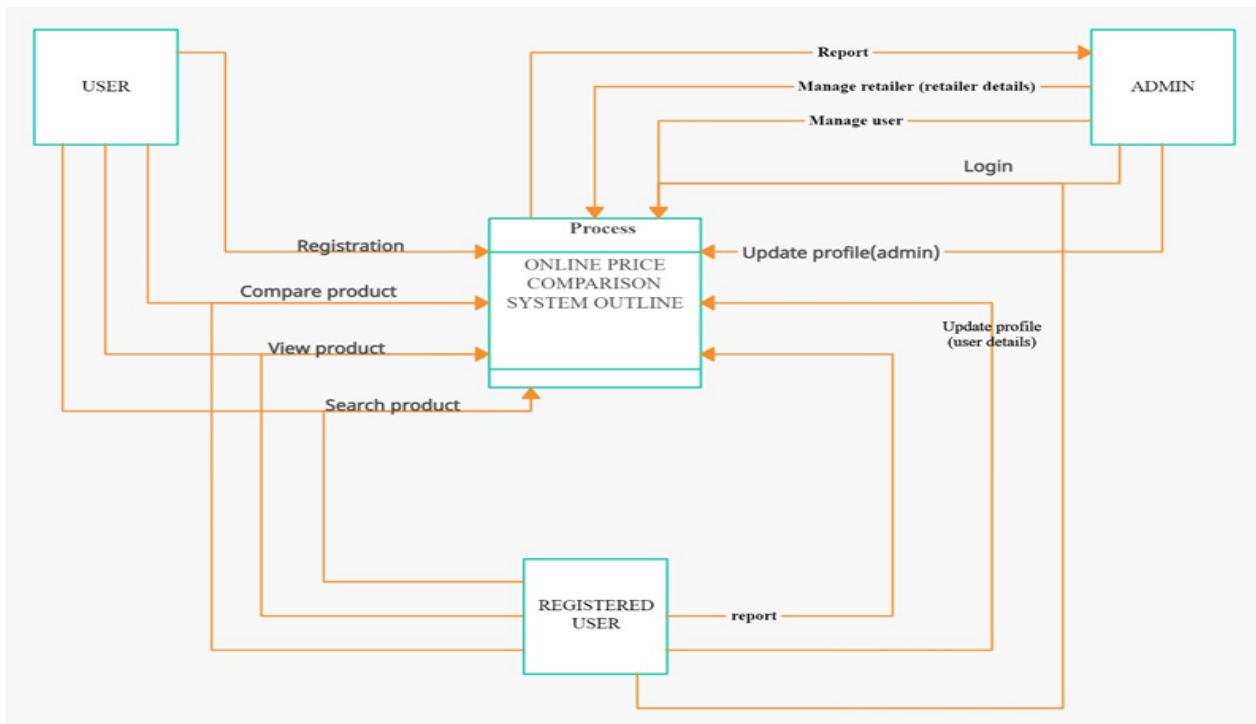 USER
Report
ADMIN
Manage retailer (retailer details)
Manage user
Login
Process
Registration
Update profile(admin)
ONLINE PRICE
COMPARISON
SYSTEM OUTLINE
Compare product
Update profile
(user details)
View product
Search product
REGISTERED
USER
report